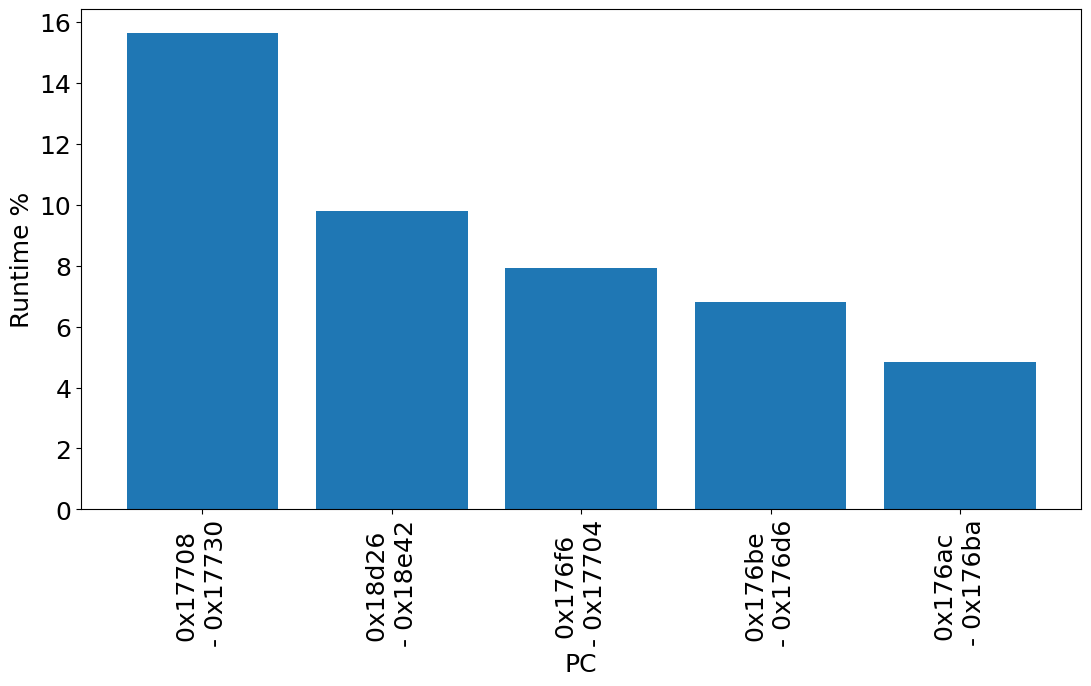 16
14
12
10
8
6
4
2
0
Runtime %
0x17708
- 0x17730
0x18d26
- 0x18e42
0x176f6
- 0x17704
0x176be
- 0x176d6
0x176ac
- 0x176ba
PC